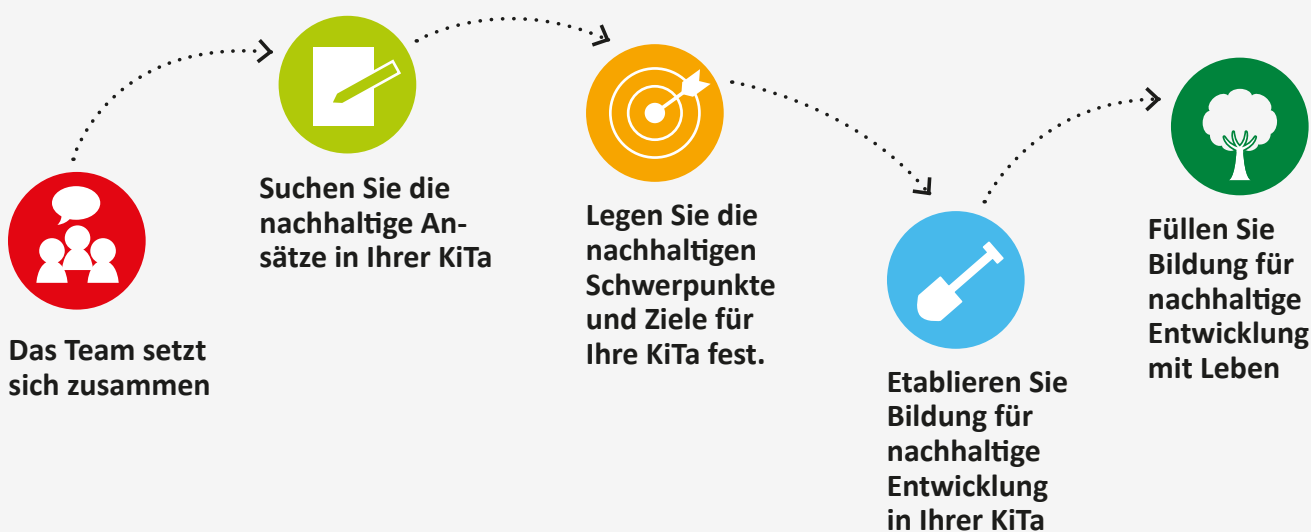 Das Team setzt
sich zusammen
Suchen Sie die
nachhaltige An-
sätze in Ihrer KiTa
Legen Sie die
nachhaltigen
Schwerpunkte
und Ziele für
Ihre KiTa fest.
Etablieren Sie
Bildung für
nachhaltige
Entwicklung
in Ihrer KiTa
Füllen Sie
Bildung für
nachhaltige
Entwicklung
mit Leben